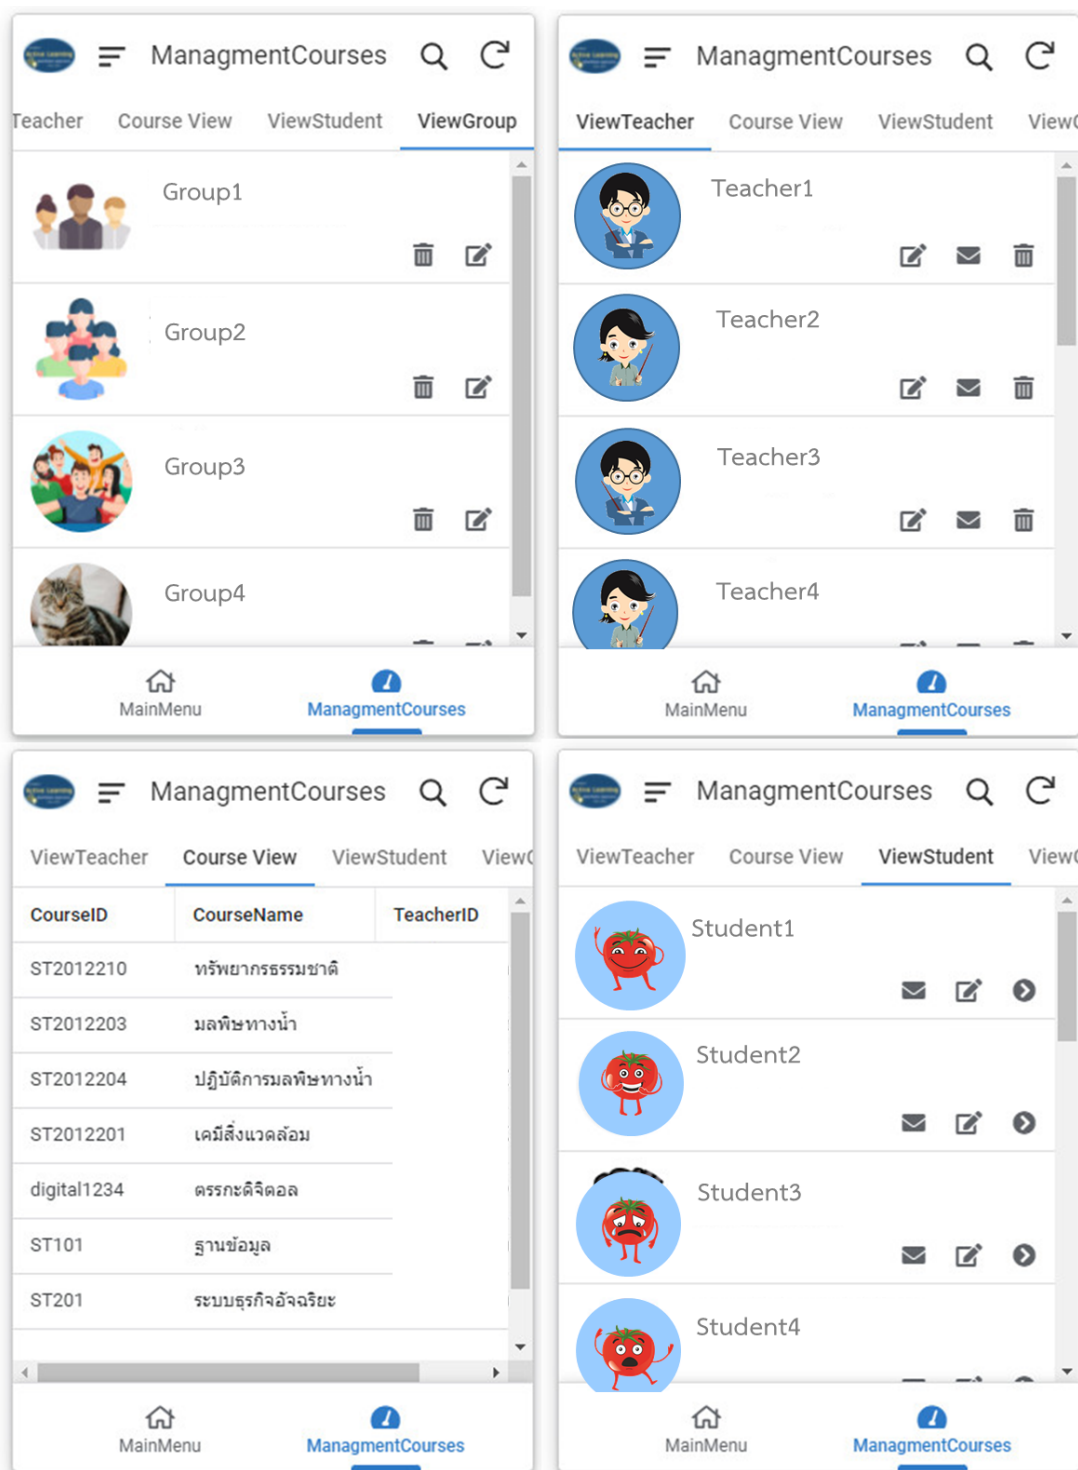 ManagmentCourses
Teacher Course View ViewStudent ViewGroup
Group1
Group2
Group3
Group4
MainMenu ManagmentCourses
Active Learning
ManagmentCourses
ViewTeacher Course View ViewStudent ViewG
Teacher1
Teacher2
Teacher3
Teacher4
MainMenu ManagmentCourses
ManagmentCourses
ViewTeacher Course View ViewStudent ViewG
CourseID CourseName TeacherID
ST2012210 ทรัพยากรธรรมชาติ
ST2012203 มลพิษทางน้ำ
ST2012204 ปฏิบัติการมลพิษทางน้ำ
ST2012201 เคมีสิ่งแวดล้อม
digital1234 ตรรกะดิจิตอล
ST101 ฐานข้อมูล
ST201 ระบบธุรกิจอัจฉริยะ
MainMenu ManagmentCourses
ManagmentCourses
ViewTeacher Course View ViewStudent ViewG
Student1
Student2
Student3
Student4
MainMenu ManagmentCourses